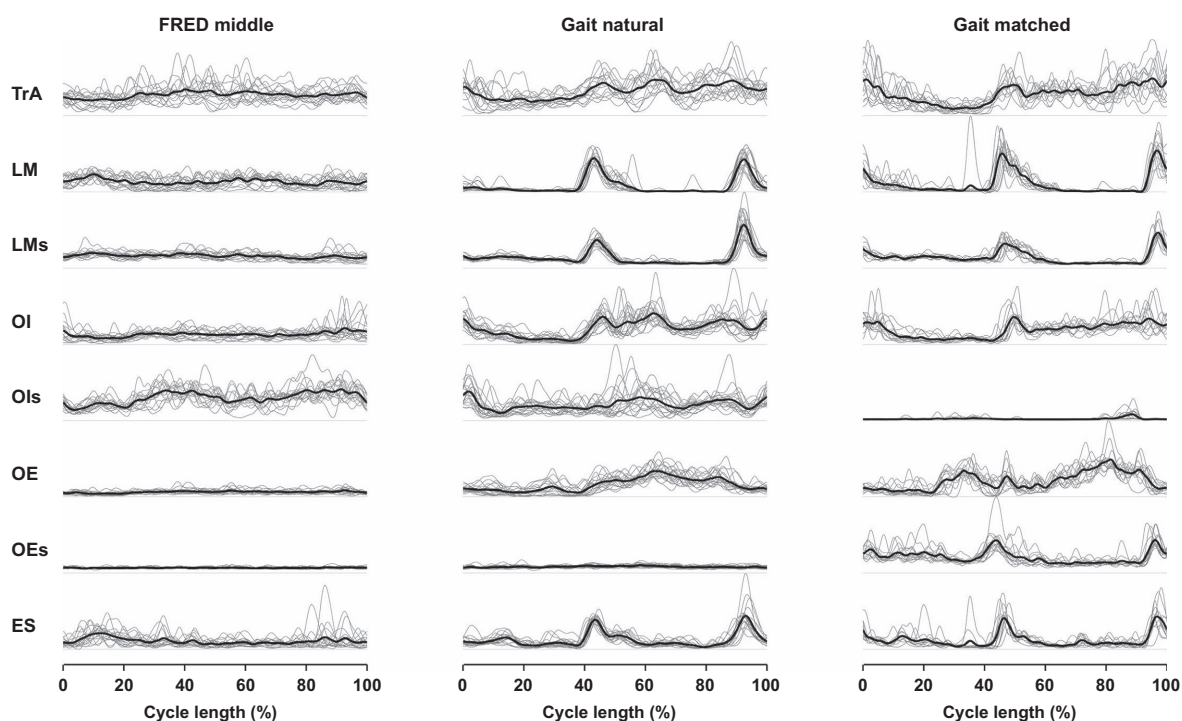 FRED middle Gait natural Gait matched
TrA
LM
LMs
OI
OIs
OE
OEs
ES
0 20 40 60 80 100 0 20 40 60 80 100 0 20 40 60 80 100
Cycle length (%) Cycle length (%) Cycle length (%)